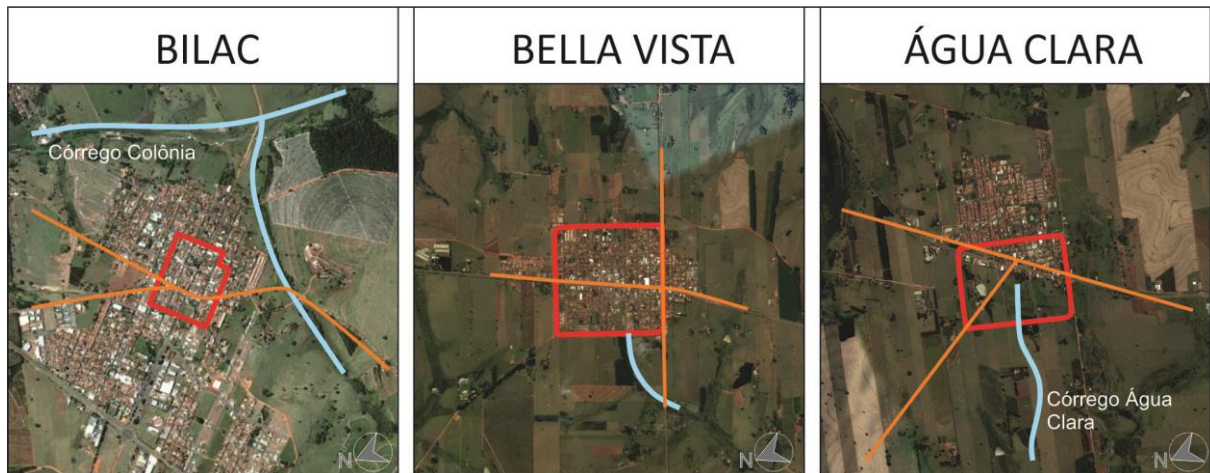 BILAC
BELLA VISTA
ÁGUA CLARA
Córrego Colônia
Córrego Água
Clara
N
N
N